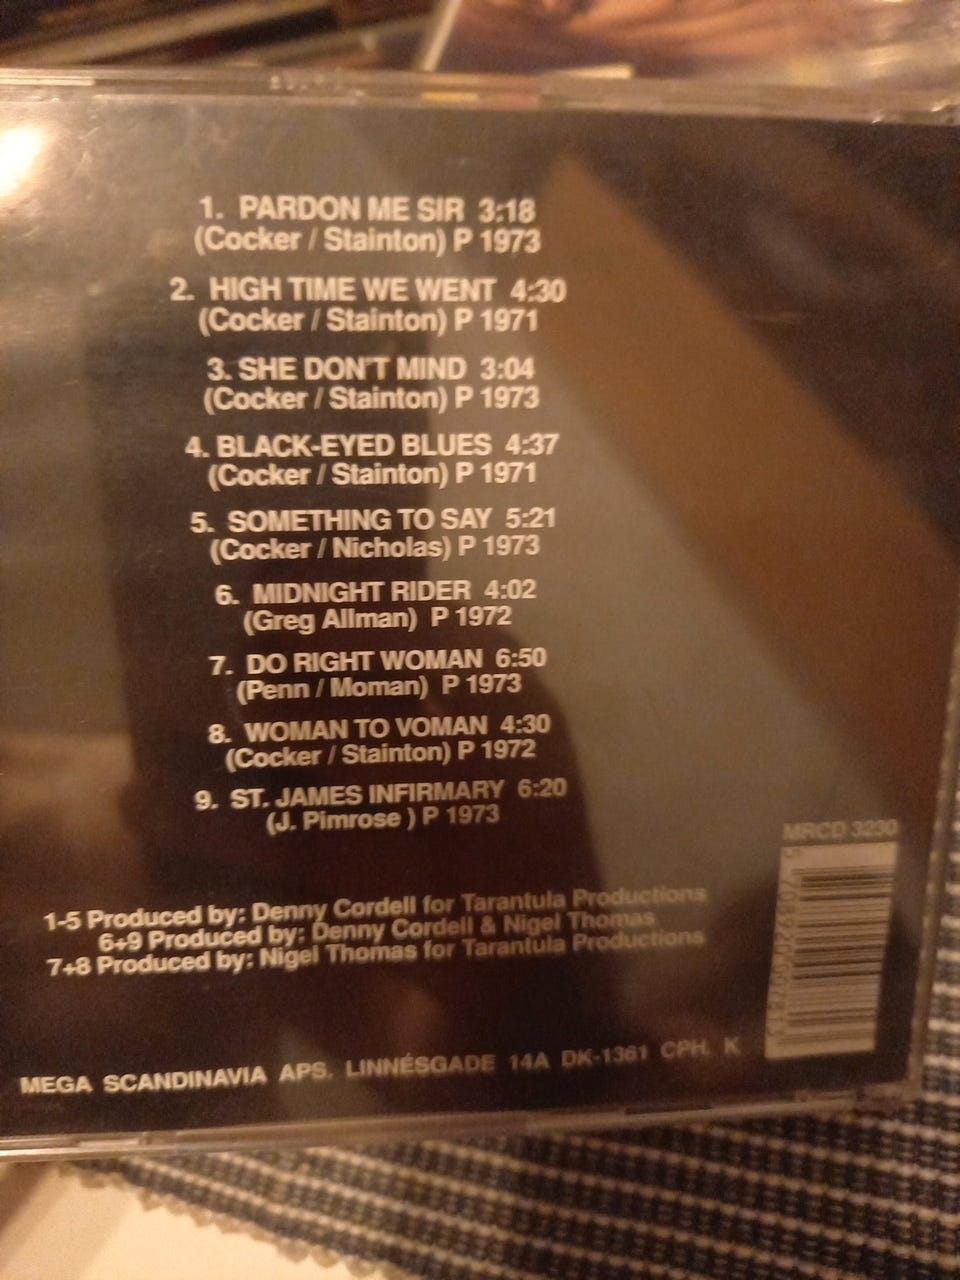 1. PARDON ME SIR 3:18
(Cocker / Stainton) P 1973
2. HIGH TIME WE WENT 4:30
(Cocker / Stainton) P 1971
3. SHE DON'T MIND 3:04
(Cocker / Stainton) P 1973
4. BLACK-EYED BLUES 4:37
(Cocker / Stainton) P 1971
5. SOMETHING TO SAY 5:21
(Cocker / Nicholas) P 1973
6. MIDNIGHT RIDER 4:02
(Greg Allman) P 1972
7. DO RIGHT WOMAN 6:50
(Penn / Moman) P 1973
8. WOMAN TO VOMAN 4:30
(Cocker / Stainton) P 1972
9. ST. JAMES INFIRMARY 6:20
(J. Pimrose ) P 1973
MRCD 3230
1-5 Produced by: Denny Cordell for Tarantula Productions
6+9 Produced by: Denny Cordell & Nigel Thomas
7+8 Produced by: Nigel Thomas for Tarantula Productions
MEGA SCANDINAVIA APS. LINNÉSGADE 14A DK-1361 CPH. K